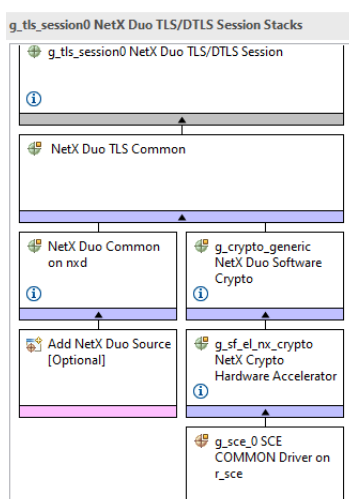 g_tls_session0 NetX Duo TLS/DTLS Session Stacks
g_tls_session0 NetX Duo TLS/DTLS Session
NetX Duo TLS Common
NetX Duo Common
on nxd
g_crypto_generic
NetX Duo Software
Crypto
Add NetX Duo Source
[Optional]
g_sf_el_nx_crypto
NetX Crypto
Hardware Accelerator
g_sce_0 SCE
COMMON Driver on
r_sce